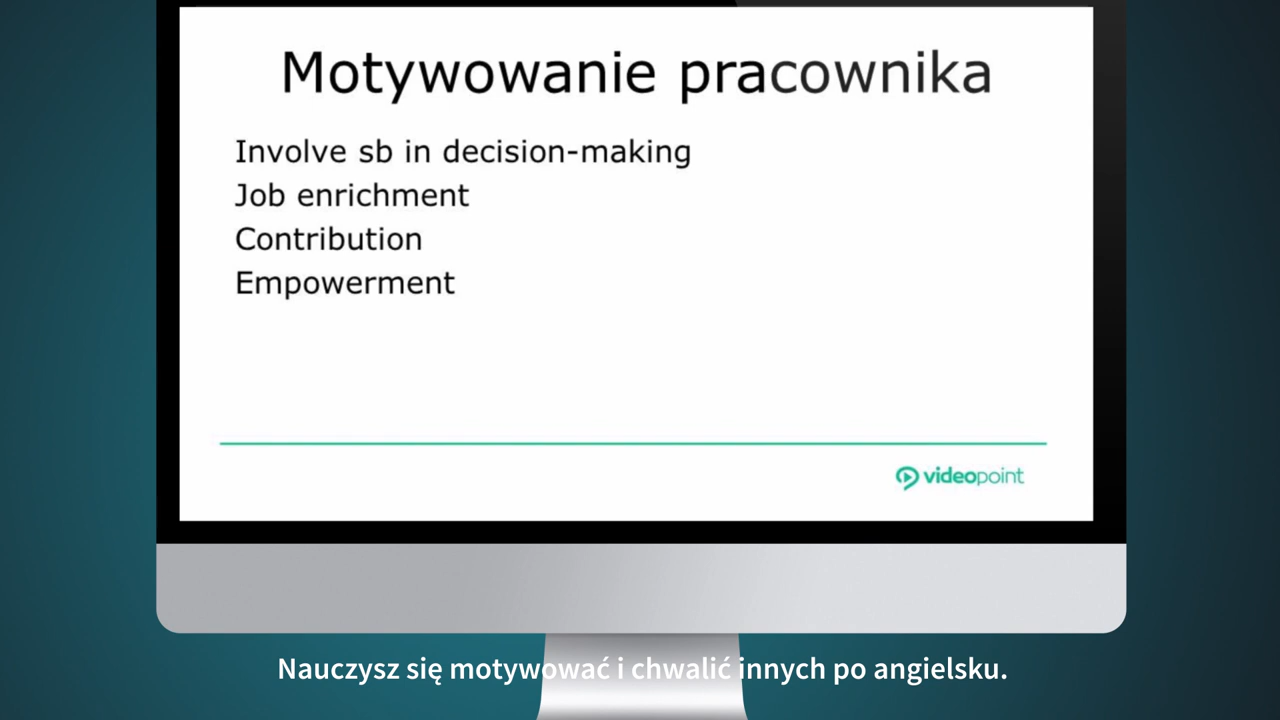 Motywowanie pracownika
Involve sb in decision-making
Job enrichment
Contribution
Empowerment
videopoint
Nauczysz się motywować i chwalić innych po angielsku.